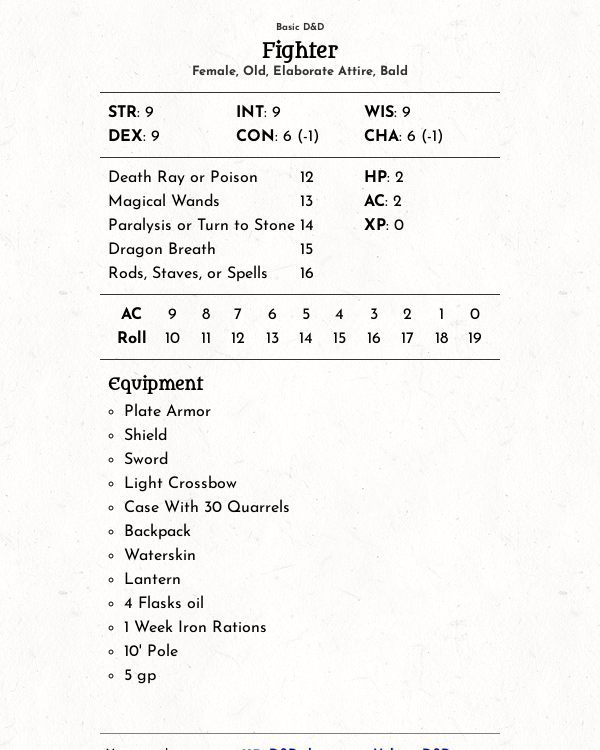 Basic D&D
Fighter
Female, Old, Elaborate Attire, Bald
STR: 9 INT: 9 WIS: 9
DEX: 9 CON: 6 (-1) CHA: 6 (-1)
Death Ray or Poison 12 HP: 2
Magical Wands 13 AC: 2
Paralysis or Turn to Stone 14 XP: 0
Dragon Breath 15
Rods, Staves, or Spells 16
AC 9 8 7 6 5 4 3 2 1 0
Roll 10 11 12 13 14 15 16 17 18 19
Equipment
Plate Armor
Shield
Sword
Light Crossbow
Case With 30 Quarrels
Backpack
Waterskin
Lantern
4 Flasks oil
1 Week Iron Rations
10' Pole
5 gp